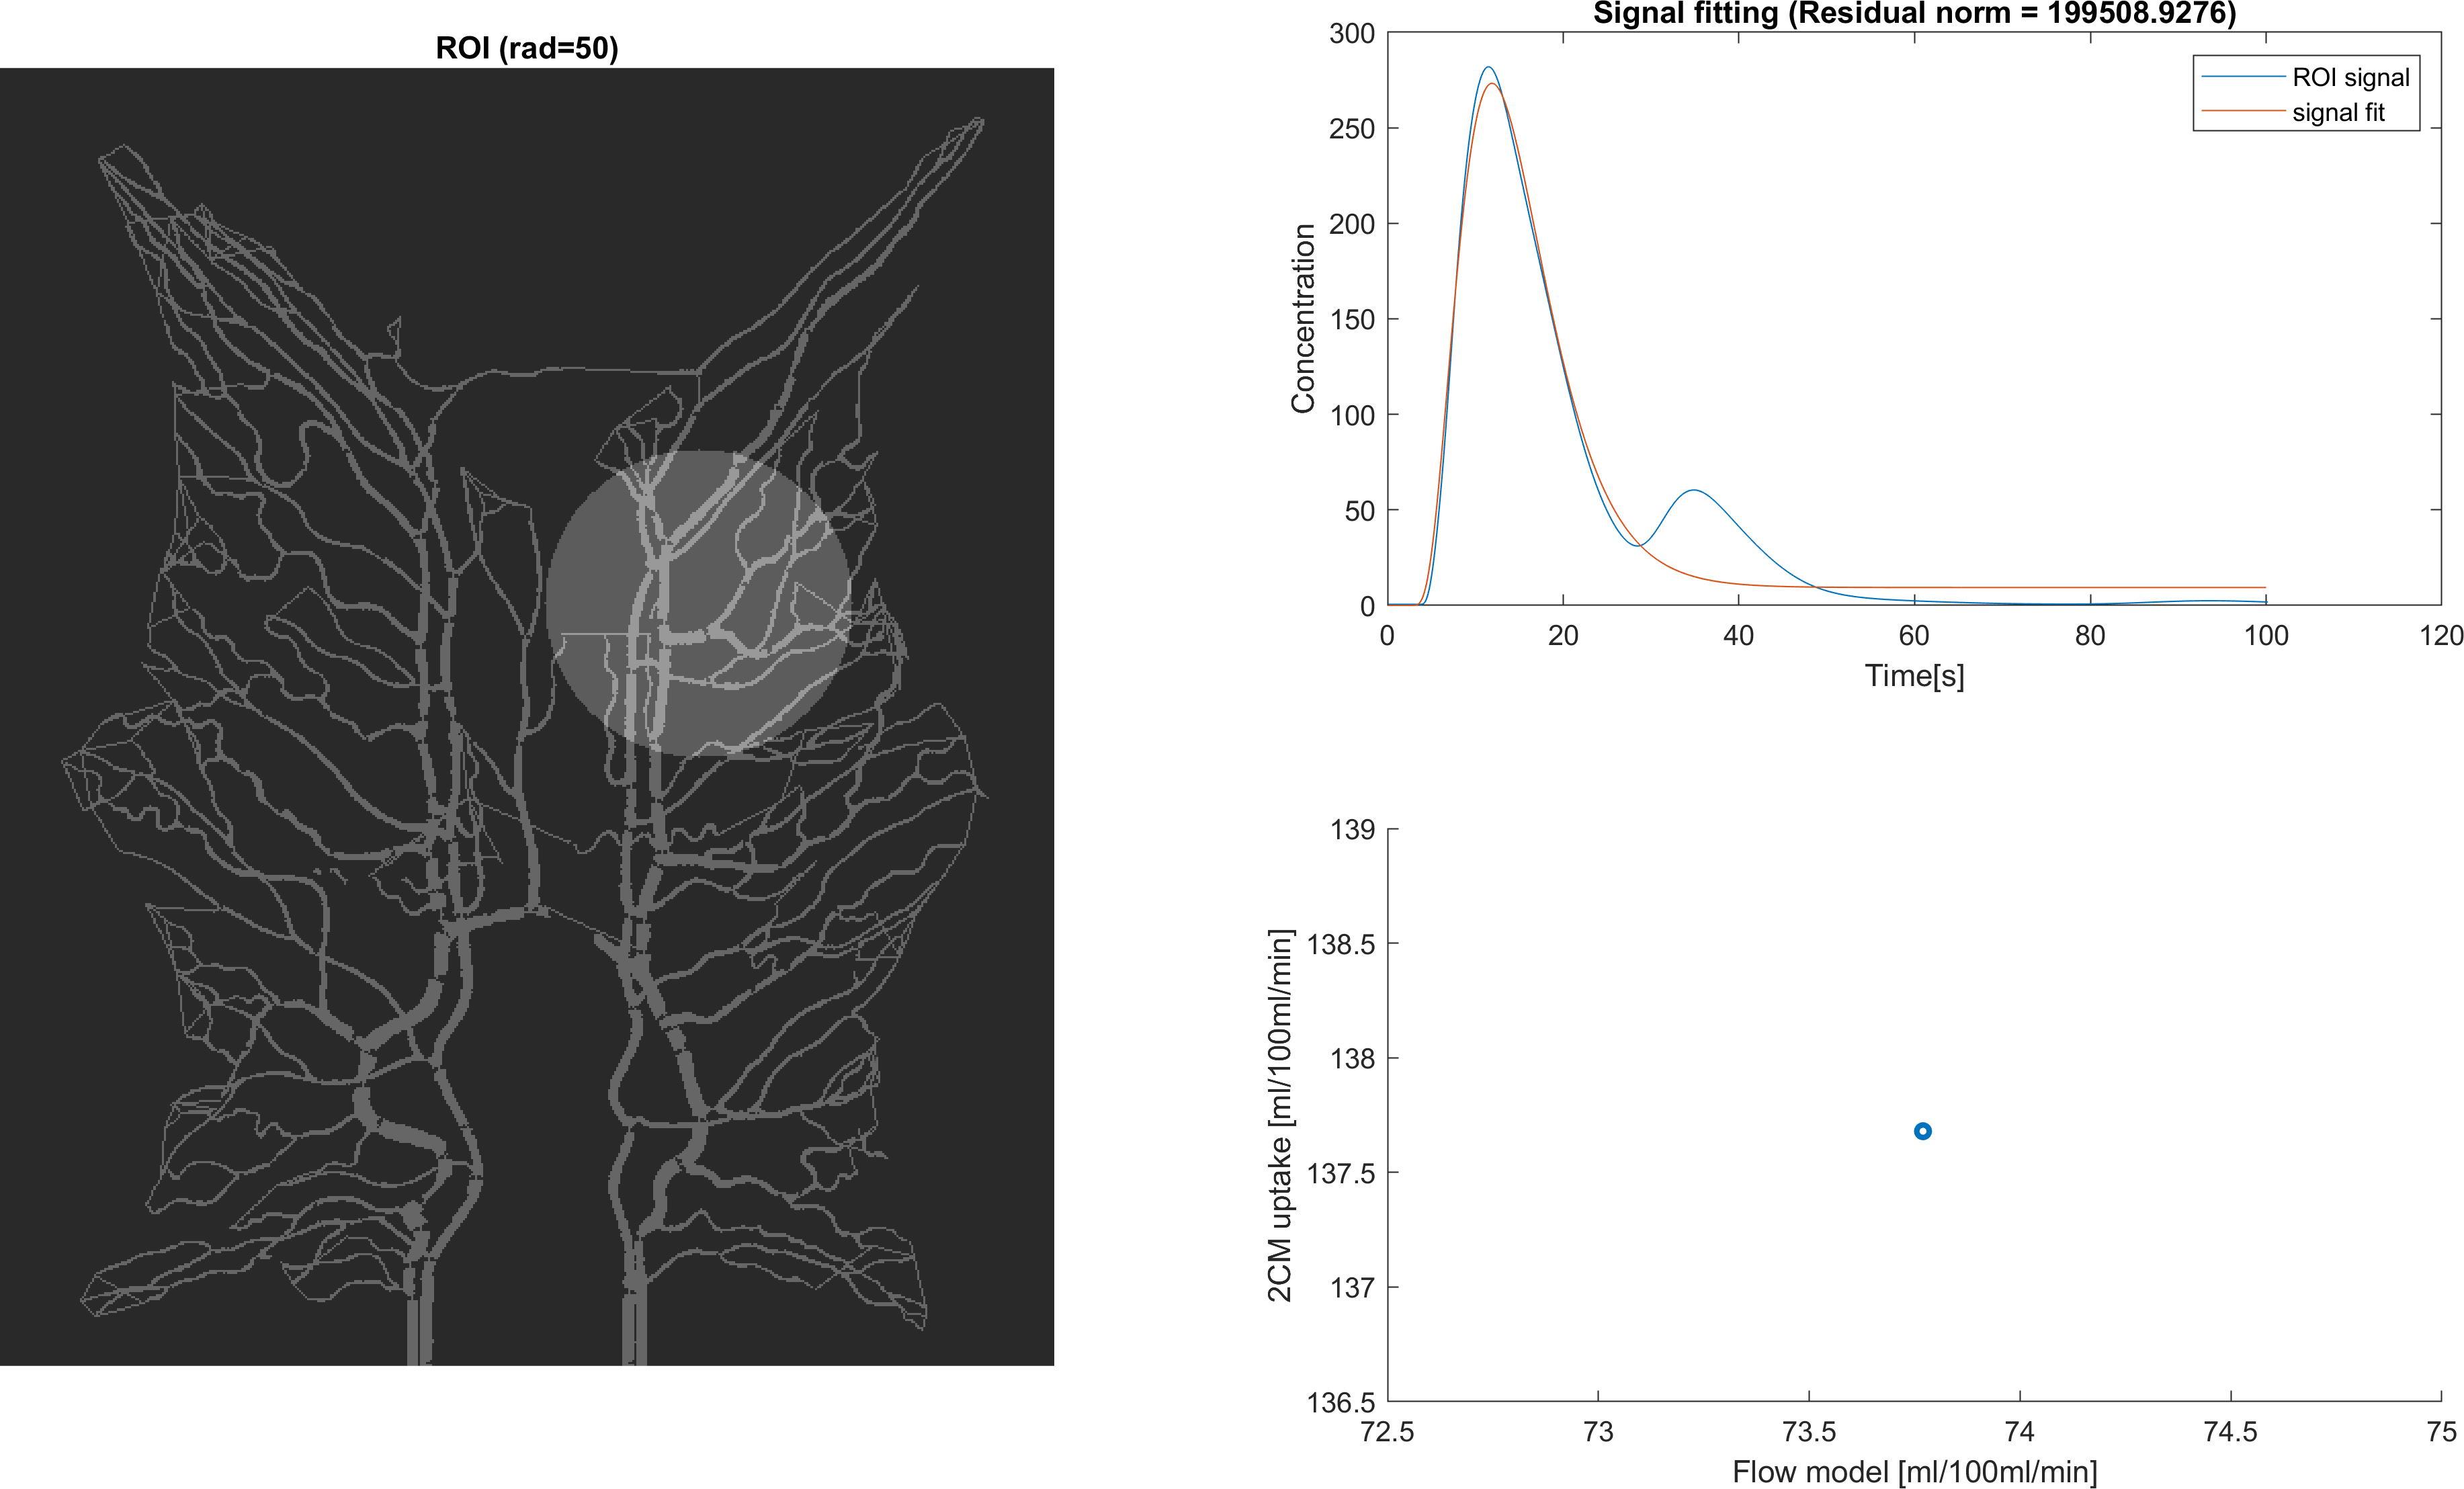 ROI (rad=50)
Signal fitting (Residual norm = 199508.9276)
300
250
200
150
100
50
0
Concentration
ROI signal
signal fit
0 20 40 60 80 100 120
Time[s]
139
138.5
138
137.5
137
136.5
2CM uptake [ml/100ml/min]
72.5 73 73.5 74 74.5 75
Flow model [ml/100ml/min]